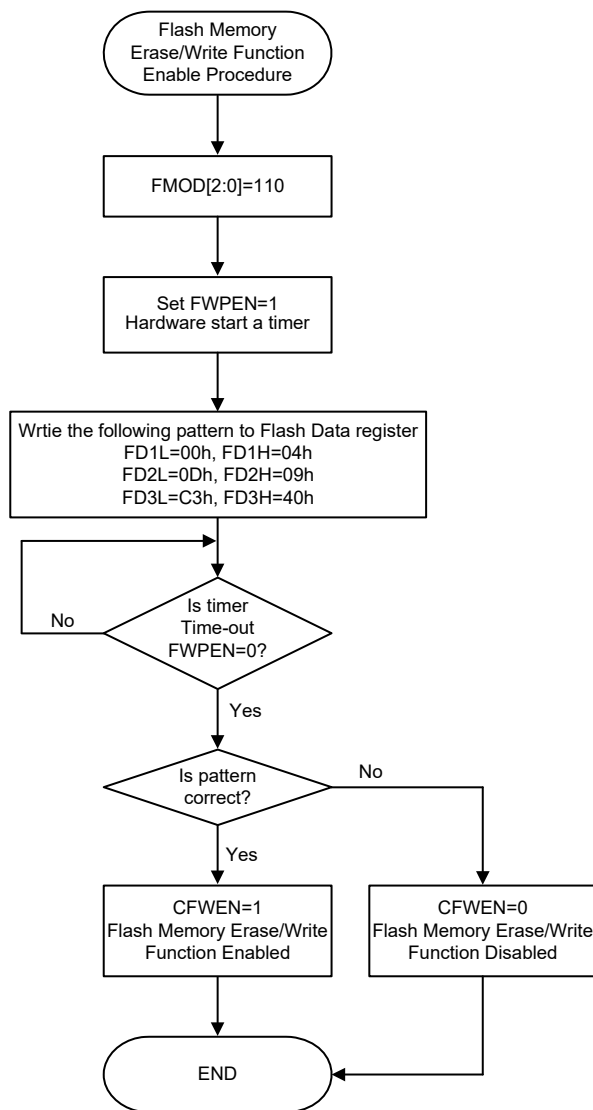 Flash Memory
Erase/Write Function
Enable Procedure
FMOD[2:0]=110
Set FWPEN=1
Hardware start a timer
Wrtie the following pattern to Flash Data register
FD1L=00h, FD1H=04h
FD2L=0Dh, FD2H=09h
FD3L=C3h, FD3H=40h
Is timer
Time-out
FWPEN=0?
No
Yes
Is pattern
correct?
No
Yes
CFWEN=1
Flash Memory Erase/Write
Function Enabled
CFWEN=0
Flash Memory Erase/Write
Function Disabled
END